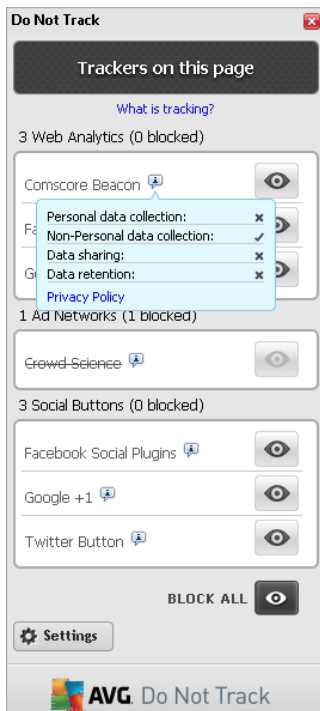 Do Not Track
Trackers on this page
What is tracking?
3 Web Analytics (0 blocked)
Comscore Beacon
Personal data collection:
Non-Personal data collection:
Data sharing:
Data retention:
Privacy Policy
1 Ad Networks (1 blocked)
Crowd Science
3 Social Buttons (0 blocked)
Facebook Social Plugins
Google +1
Twitter Button
BLOCK ALL
Settings
AVG. Do Not Track